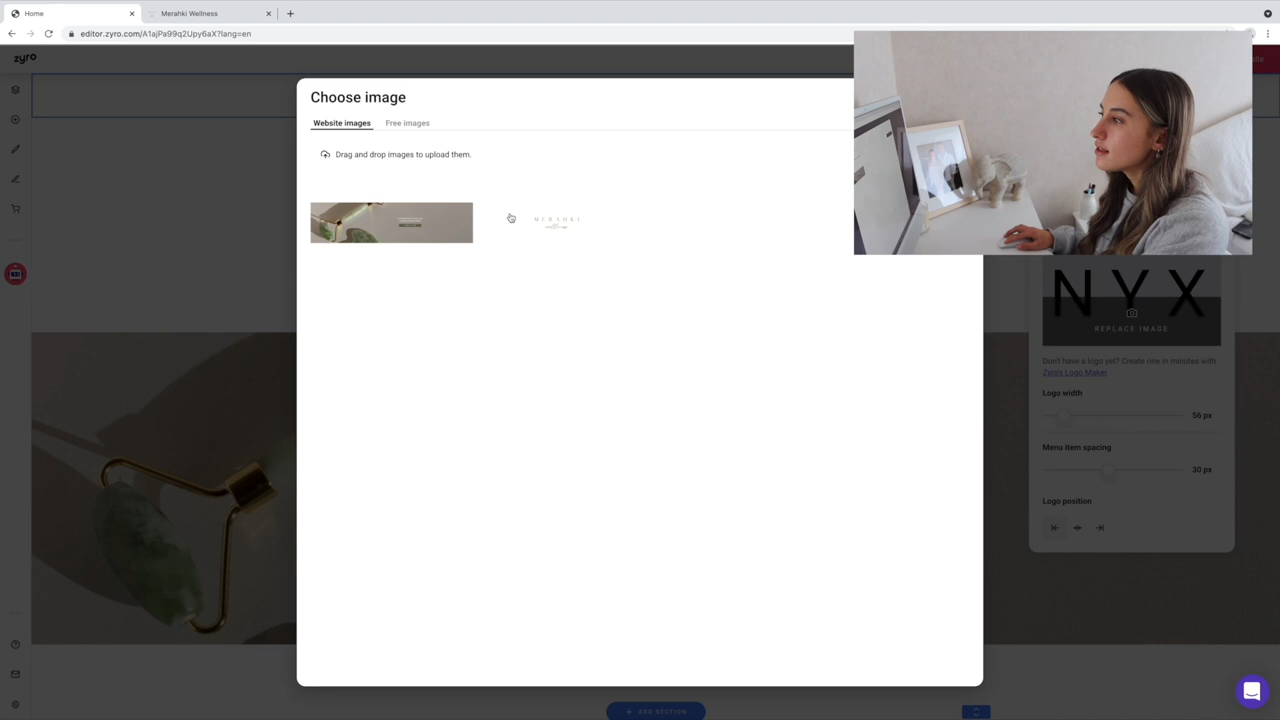 Home
Merahki Wellness
editor.zyro.com/A1ajPa99q2Upy6aX?lang=en
zyro
Choose image
Website images
Free images
Drag and drop images to upload them.
MERAHKI
NYX
REPLACE IMAGE
Don't have a logo yet? Create one in minutes with
Zyro's Logo Maker
Logo width
56 px
Menu item spacing
30 px
Logo position
ADD SECTION